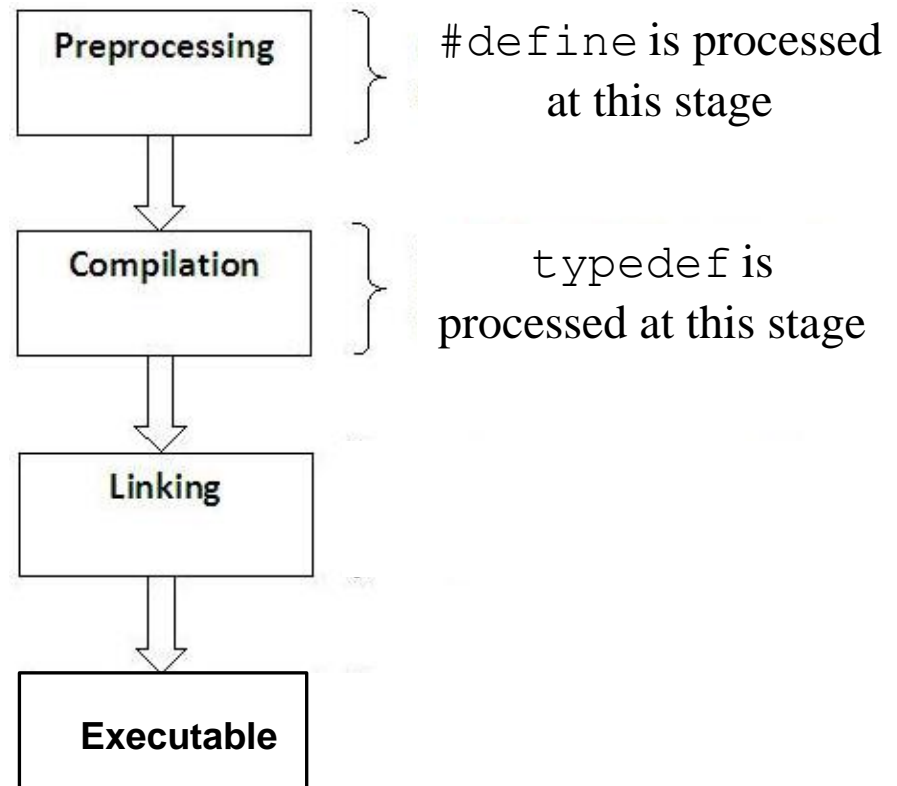 Preprocessing
#define is processed
at this stage
Compilation
typedef is
processed at this stage
Linking
Executable